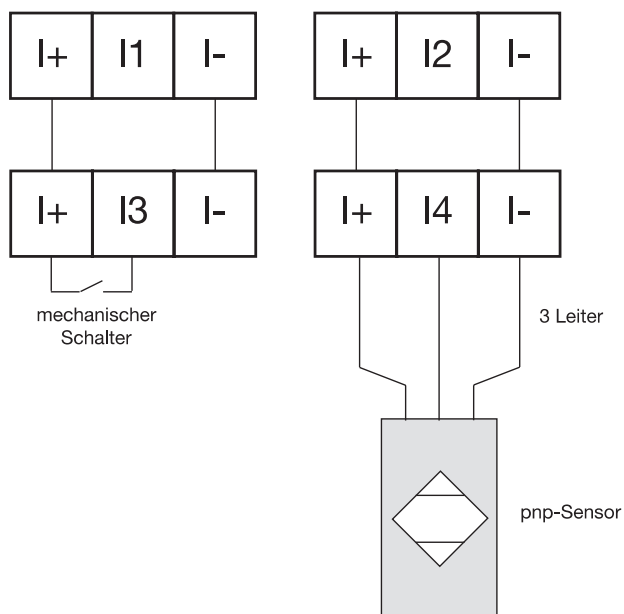 I+ I1 I- I+ I2 I-
I+ I3 I- I+ I4 I-
mechanischer
Schalter
3 Leiter
pnp-Sensor